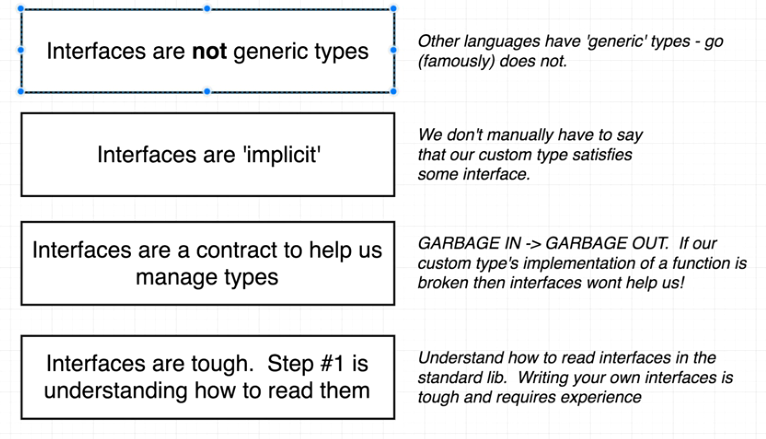 Interfaces are not generic types
Other languages have 'generic' types - go
(famously) does not.
Interfaces are 'implicit'
We don't manually have to say
that our custom type satisfies
some interface.
Interfaces are a contract to help us
manage types
GARBAGE IN -> GARBAGE OUT.  If our
custom type's implementation of a function is
broken then interfaces wont help us!
Interfaces are tough.  Step #1 is
understanding how to read them
Understand how to read interfaces in the
standard lib.  Writing your own interfaces is
tough and requires experience